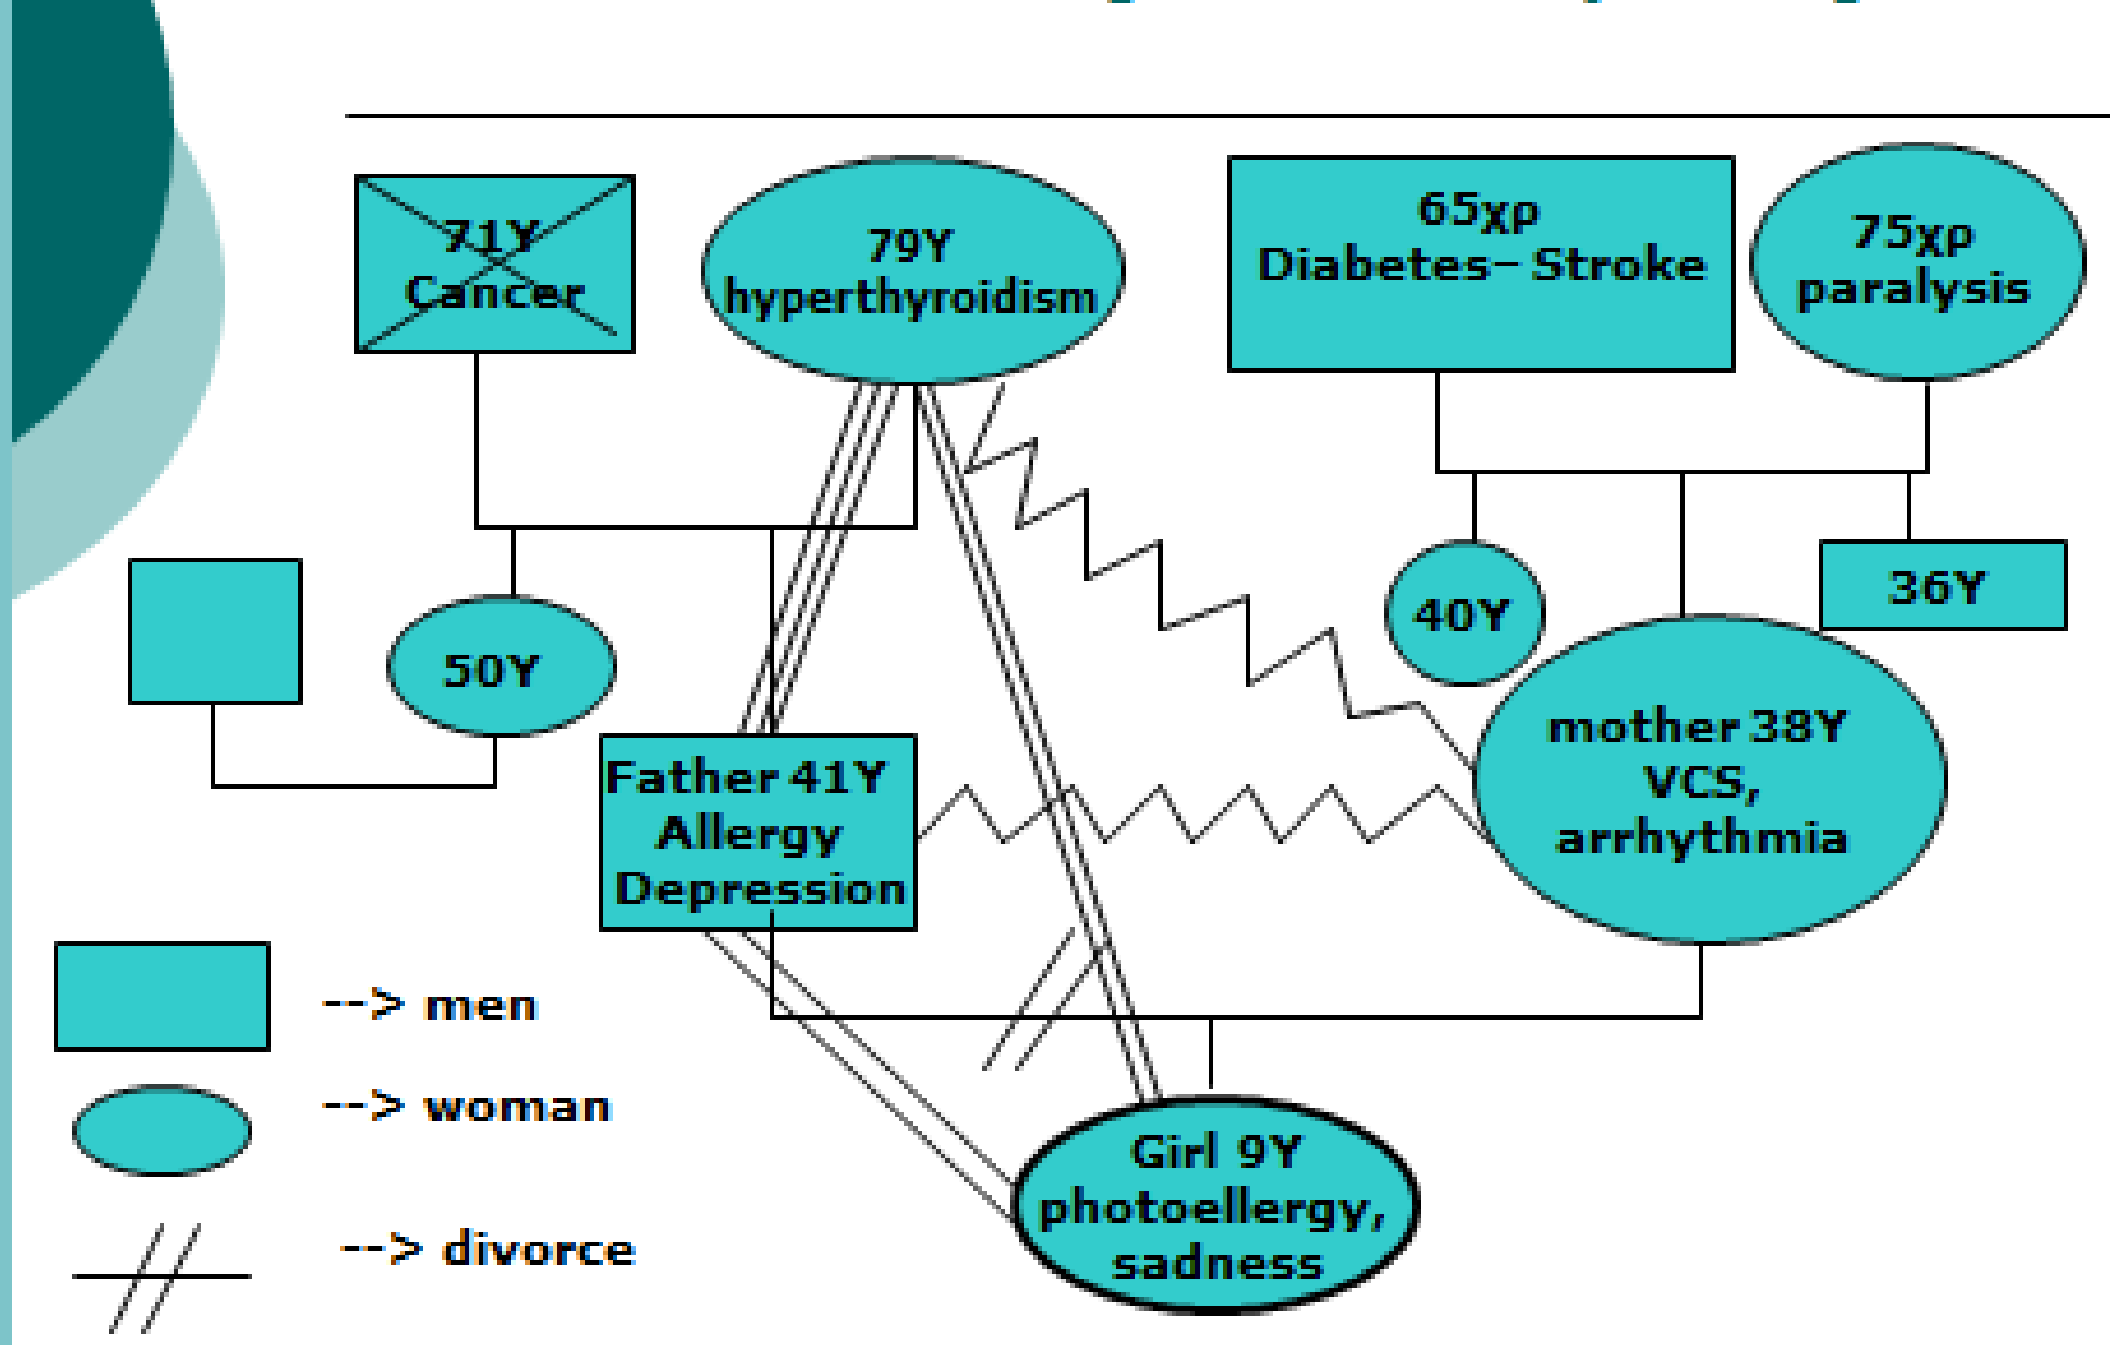 71Y
Cancer
79Y
hyperthyroidism
65χρ
Diabetes– Stroke
75χρ
paralysis
50Y
40Y
36Y
Father 41Y
Allergy
Depression
mother 38Y
VCS,
arrhythmia
--> men
--> woman
--> divorce
Girl 9Y
photoellergy,
sadness